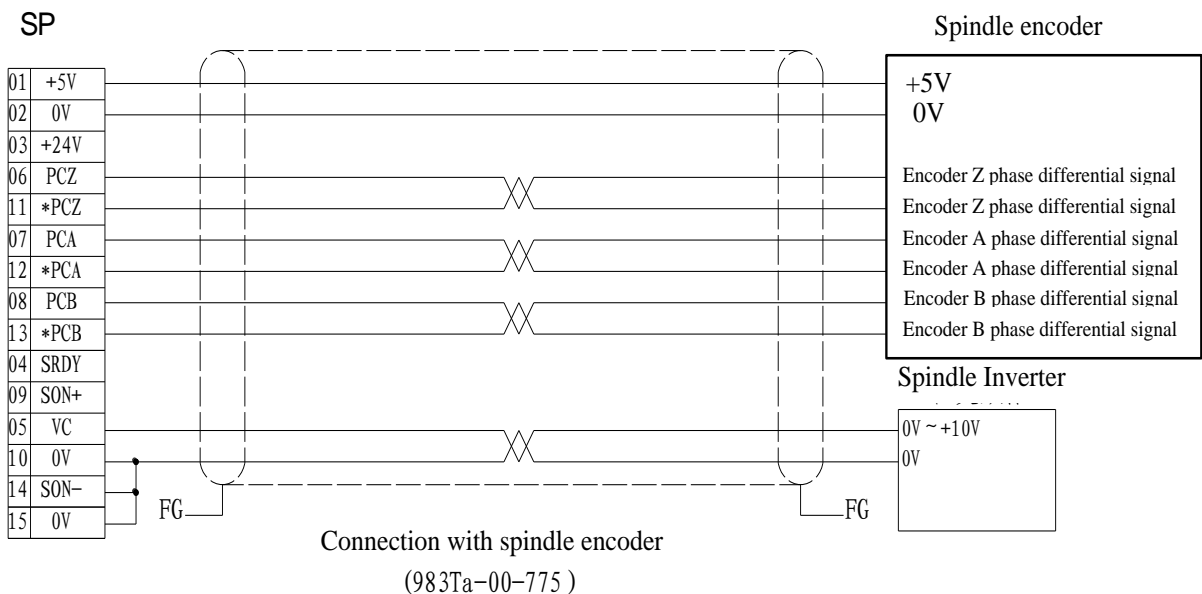 SP
Spindle encoder
01 +5V
02 0V
03 +24V
06 PCZ
11 *PCZ
07 PCA
12 *PCA
08 PCB
13 *PCB
04 SRDY
09 SON+
05 VC
10 0V
14 SON-
15 0V
+5V
0V
Encoder Z phase differential signal
Encoder Z phase differential signal
Encoder A phase differential signal
Encoder A phase differential signal
Encoder B phase differential signal
Encoder B phase differential signal
Spindle Inverter
0V ~ +10V
0V
FG
FG
Connection with spindle encoder
(983Ta-00-775 )